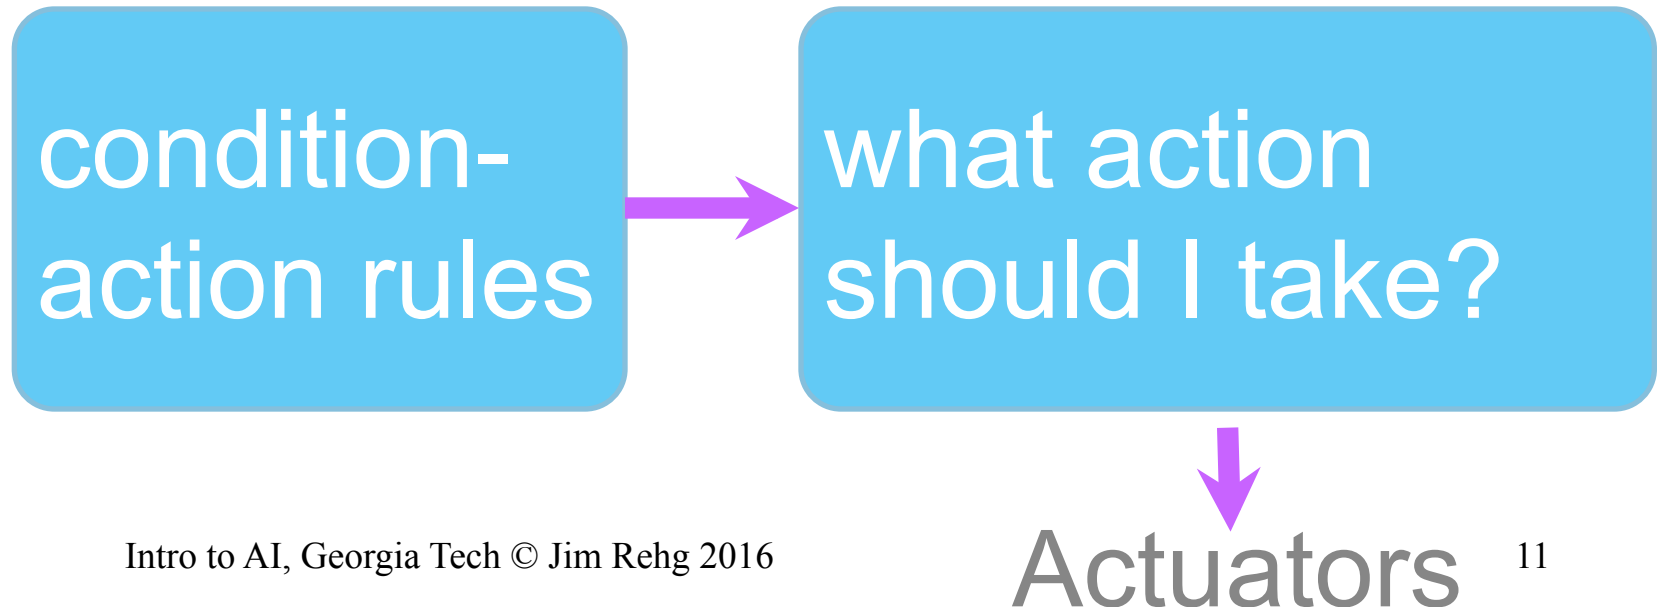 condition-
action rules
what action
should I take?
Actuators
Intro to AI, Georgia Tech © Jim Rehg 2016
11